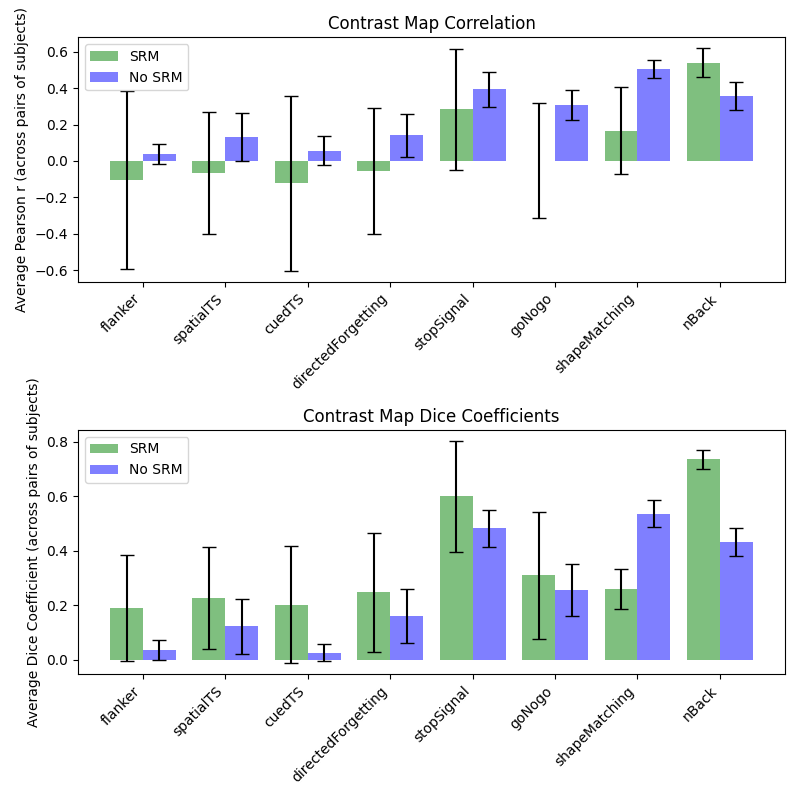 Contrast Map Correlation
Average Pearson r (across pairs of subjects)
SRM
No SRM
0.6
0.4
0.2
0.0
−0.2
−0.4
−0.6
flanker
spatialTS
cuedTS
directedForgetting
stopSignal
goNogo
shapeMatching
nBack
Contrast Map Dice Coefficients
Average Dice Coefficient (across pairs of subjects)
SRM
No SRM
0.8
0.6
0.4
0.2
0.0
flanker
spatialTS
cuedTS
directedForgetting
stopSignal
goNogo
shapeMatching
nBack